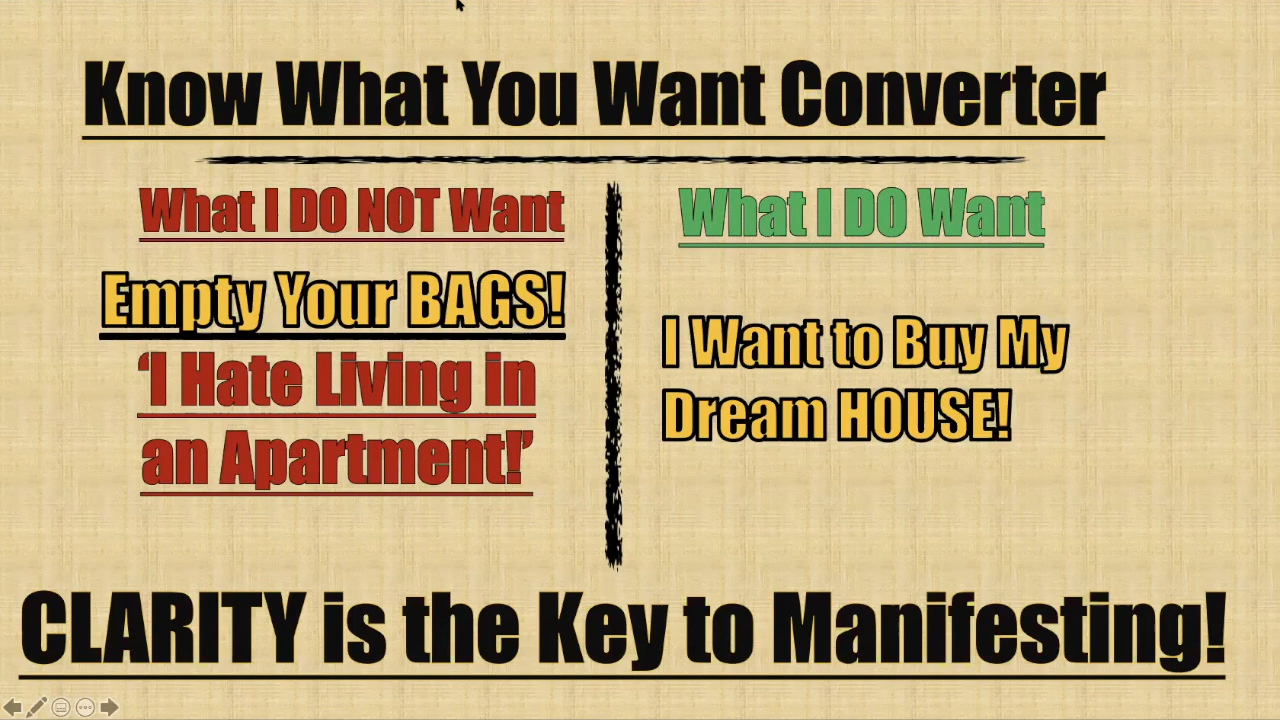 Know What You Want Converter
What I DO NOT Want
Empty Your BAGS!
‘I Hate Living in
an Apartment!’
What I DO Want
I Want to Buy My
Dream HOUSE!
CLARITY is the Key to Manifesting!